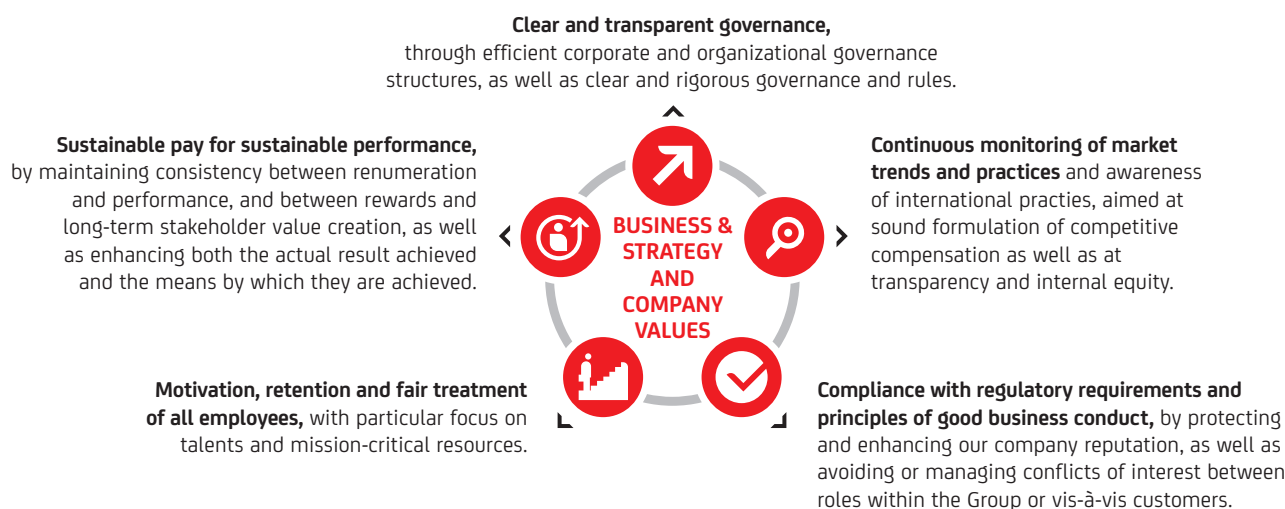 Clear and transparent governance,
through efficient corporate and organizational governance
structures, as well as clear and rigorous governance and rules.
Sustainable pay for sustainable performance,
by maintaining consistency between renumeration
and performance, and between rewards and
long-term stakeholder value creation, as well
as enhancing both the actual result achieved
and the means by which they are achieved.
BUSINESS &
STRATEGY
AND
COMPANY
VALUES
Continuous monitoring of market
trends and practices and awareness
of international practies, aimed at
sound formulation of competitive
compensation as well as at
transparency and internal equity.
Motivation, retention and fair treatment
of all employees, with particular focus on
talents and mission-critical resources.
Compliance with regulatory requirements and
principles of good business conduct, by protecting
and enhancing our company reputation, as well as
avoiding or managing conflicts of interest between
roles within the Group or vis-à-vis customers.